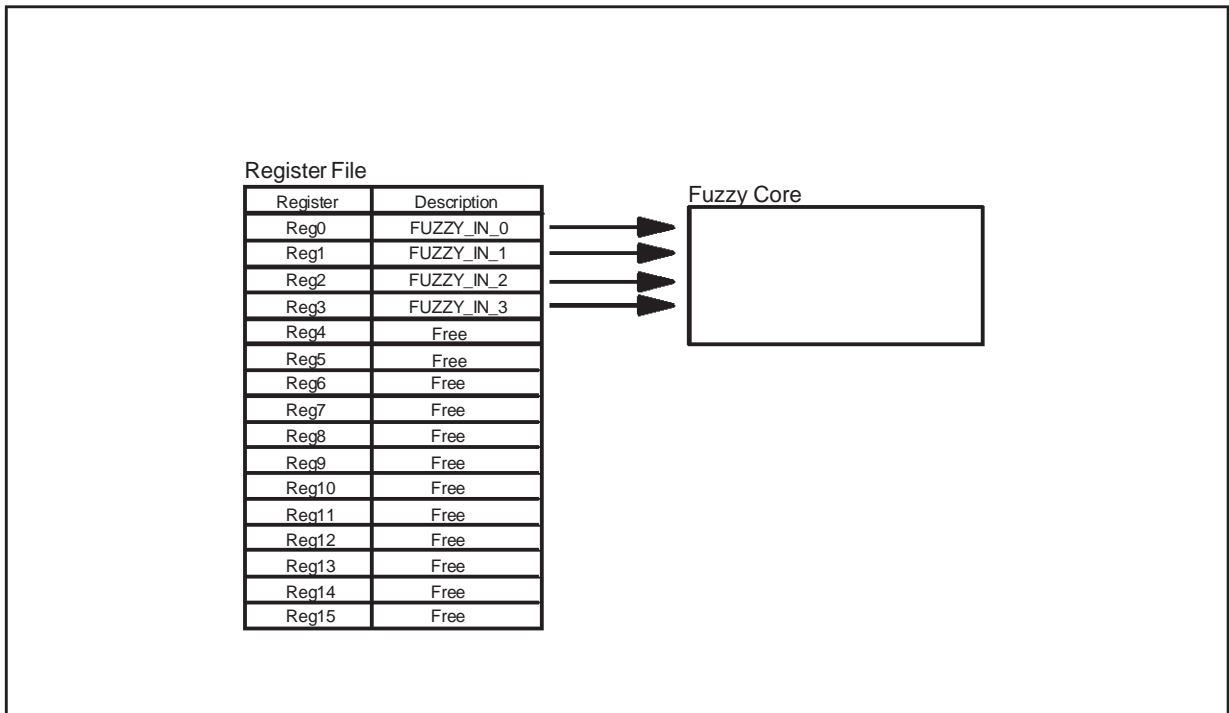 Register File
Register Description
Reg0 FUZZY_IN_0
Reg1 FUZZY_IN_1
Reg2 FUZZY_IN_2
Reg3 FUZZY_IN_3
Reg4 Free
Reg5 Free
Reg6 Free
Reg7 Free
Reg8 Free
Reg9 Free
Reg10 Free
Reg11 Free
Reg12 Free
Reg13 Free
Reg14 Free
Reg15 Free
Fuzzy Core